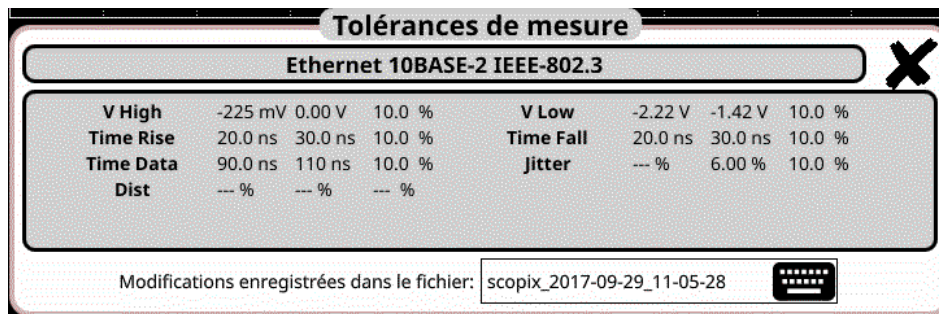 Tolérances de mesure
Ethernet 10BASE-2 IEEE-802.3
V High -225 mV 0.00 V 10.0 % V Low -2.22 V -1.42 V 10.0 %
Time Rise 20.0 ns 30.0 ns 10.0 % Time Fall 20.0 ns 30.0 ns 10.0 %
Time Data 90.0 ns 110 ns 10.0 % Jitter --- % 6.00 % 10.0 %
Dist --- % --- % --- %
Modifications enregistrées dans le fichier: scopix_2017-09-29_11-05-28